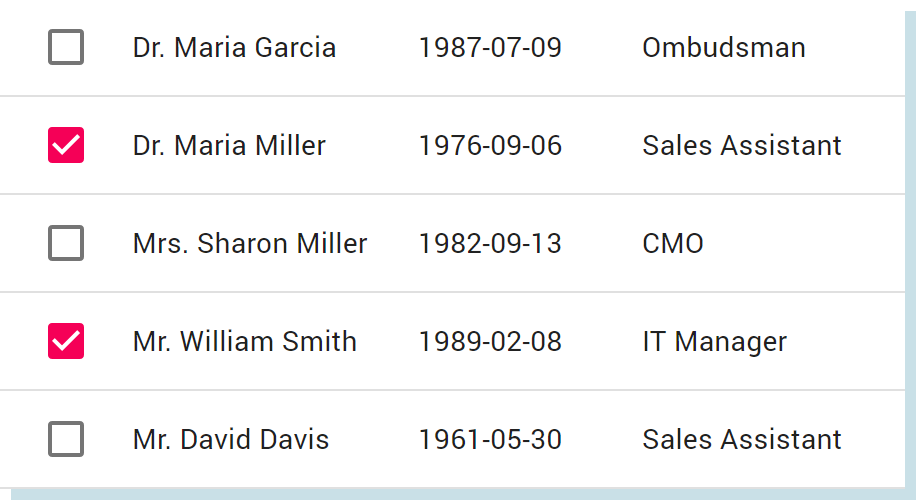 Dr. Maria Garcia 1987-07-09 Ombudsman
Dr. Maria Miller 1976-09-06 Sales Assistant
Mrs. Sharon Miller 1982-09-13 CMO
Mr. William Smith 1989-02-08 IT Manager
Mr. David Davis 1961-05-30 Sales Assistant